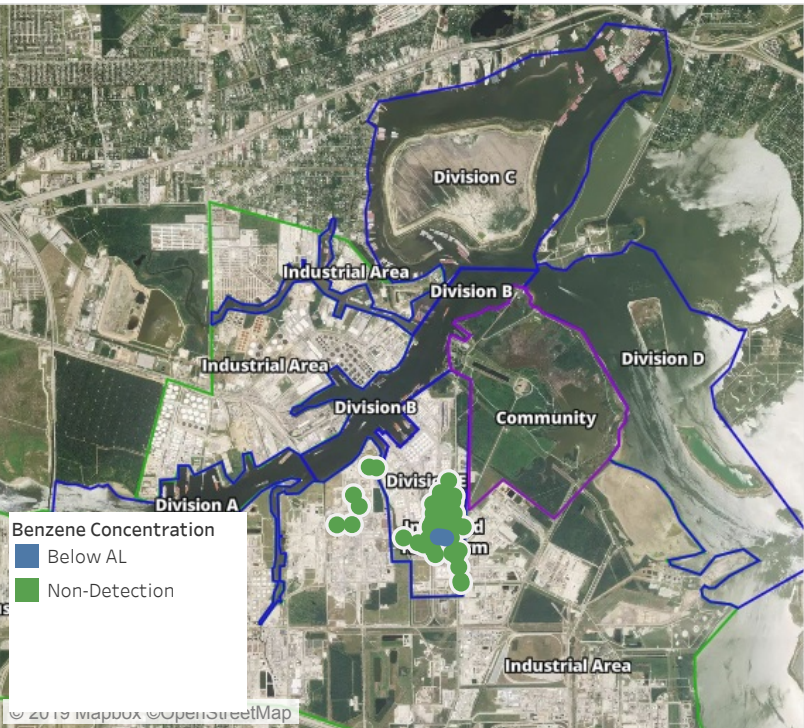 Division C
Industrial Area
Division B
Industrial Area
Division D
Division B
Community
Division A
Benzene Concentration
Below AL
Non-Detection
Industrial Area
© 2019 Mapbox ©OpenStreetMap